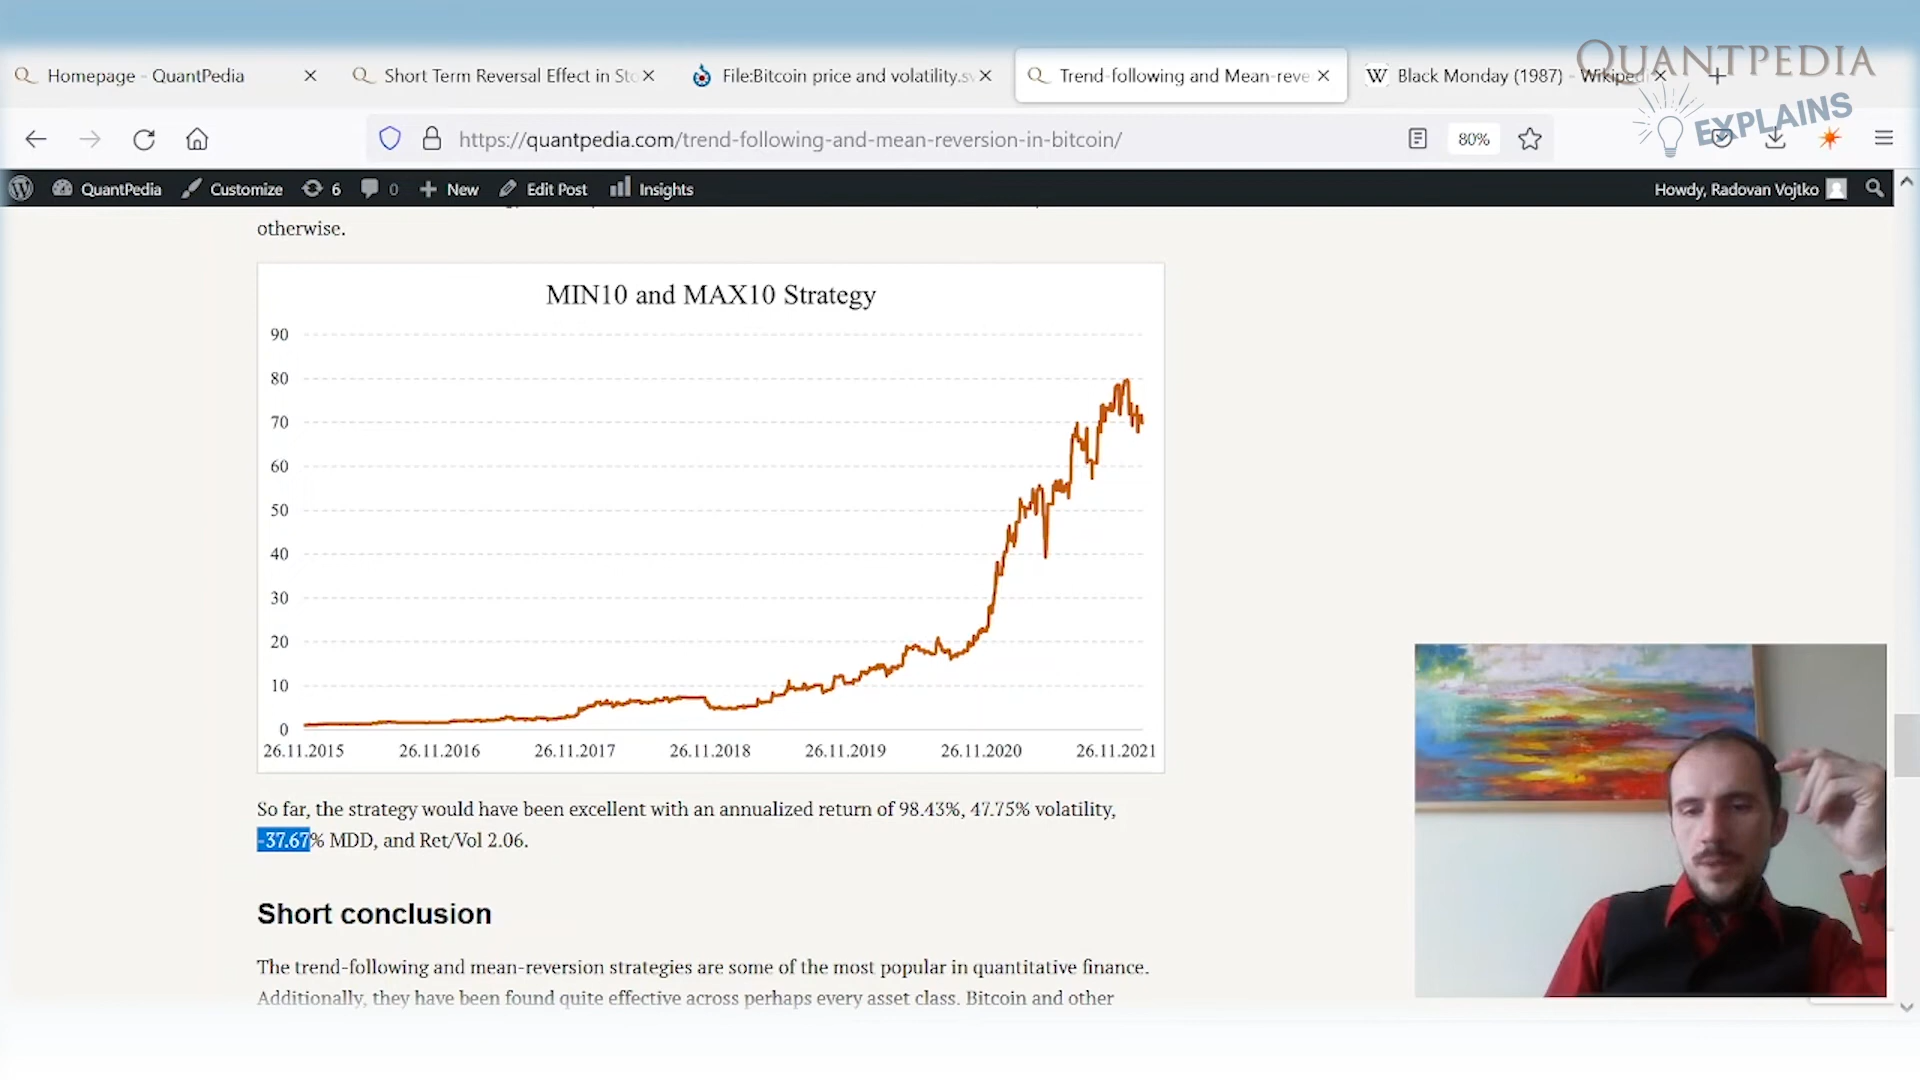 QUANTPEDIA
EXPLAINS
Homepage - QuantPedia
Short Term Reversal Effect in Sto
File:Bitcoin price and volatility.sv
Trend-following and Mean-reve
Black Monday (1987) - Wikiped
https://quantpedia.com/trend-following-and-mean-reversion-in-bitcoin/
80%
QuantPedia Customize 6 0 New Edit Post Insights Howdy, Radovan Vojtko
otherwise.
MIN10 and MAX10 Strategy
90
80
70
60
50
40
30
20
10
0
26.11.2015 26.11.2016 26.11.2017 26.11.2018 26.11.2019 26.11.2020 26.11.2021
So far, the strategy would have been excellent with an annualized return of 98.43%, 47.75% volatility,
-37.67% MDD, and Ret/Vol 2.06.
Short conclusion
The trend-following and mean-reversion strategies are some of the most popular in quantitative finance.
Additionally, they have been found quite effective across perhaps every asset class. Bitcoin and other